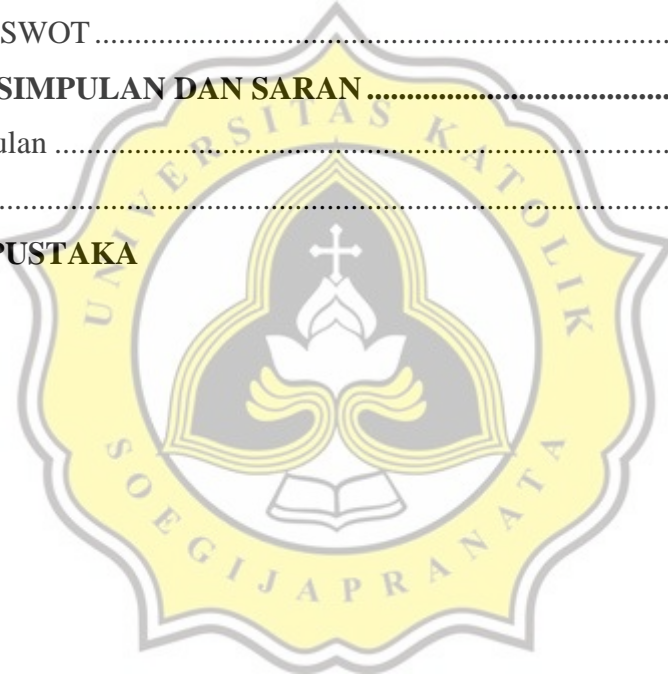 SWOT ................................................................
SIMPULAN DAN SARAN ........................................
ulan ................................................................
................................................................
PUSTAKA
UNIVERSITAS KATOLIK
SOEGIJAPRANATA